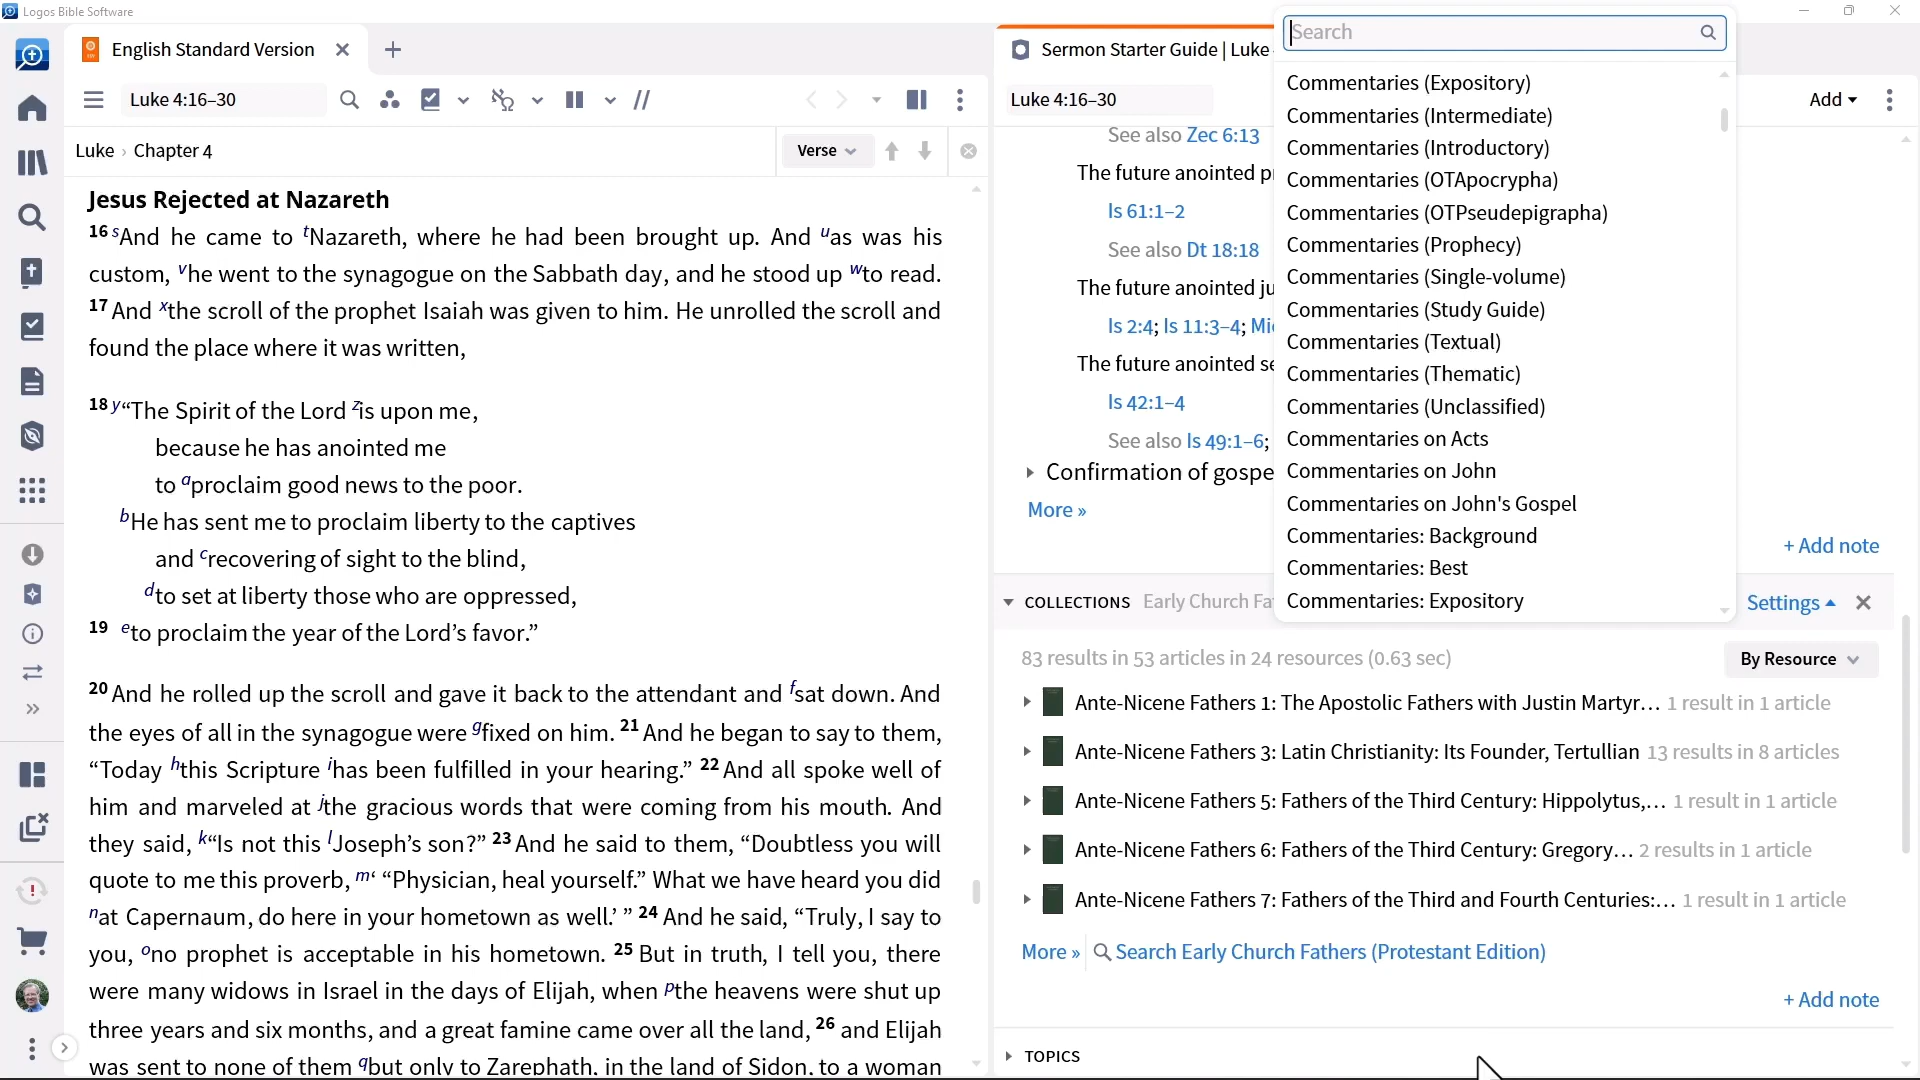 Logos Bible Software
English Standard Version
Luke 4:16–30
Luke › Chapter 4
Verse
Jesus Rejected at Nazareth
16 sAnd he came to tNazareth, where he had been brought up. And uas was his
custom, vhe went to the synagogue on the Sabbath day, and he stood up wto read.
17 And xthe scroll of the prophet Isaiah was given to him. He unrolled the scroll and
found the place where it was written,
18 y“The Spirit of the Lord zis upon me,
because he has anointed me
to aproclaim good news to the poor.
bHe has sent me to proclaim liberty to the captives
and crecovering of sight to the blind,
dto set at liberty those who are oppressed,
19 eto proclaim the year of the Lord’s favor.”
20 And he rolled up the scroll and gave it back to the attendant and fsat down. And
the eyes of all in the synagogue were gfixed on him. 21 And he began to say to them,
“Today hthis Scripture ihas been fulfilled in your hearing.” 22 And all spoke well of
him and marveled at jthe gracious words that were coming from his mouth. And
they said, k“Is not this lJoseph’s son?” 23 And he said to them, “Doubtless you will
quote to me this proverb, m‘ “Physician, heal yourself.” What we have heard you did
nat Capernaum, do here in your hometown as well.’ ” 24 And he said, “Truly, I say to
you, ono prophet is acceptable in his hometown. 25 But in truth, I tell you, there
were many widows in Israel in the days of Elijah, when pthe heavens were shut up
three years and six months, and a great famine came over all the land, 26 and Elijah
was sent to none of them qbut only to Zarephath, in the land of Sidon, to a woman
Sermon Starter Guide | Luke
Luke 4:16–30
Add
See also Zec 6:13
The future anointed p
Is 61:1–2
See also Dt 18:18
The future anointed ju
Is 2:4; Is 11:3–4; Mi
The future anointed se
Is 42:1–4
See also Is 49:1–6;
Confirmation of gospe
More »
+ Add note
Search
Commentaries (Expository)
Commentaries (Intermediate)
Commentaries (Introductory)
Commentaries (OTApocrypha)
Commentaries (OTPseudepigrapha)
Commentaries (Prophecy)
Commentaries (Single-volume)
Commentaries (Study Guide)
Commentaries (Textual)
Commentaries (Thematic)
Commentaries (Unclassified)
Commentaries on Acts
Commentaries on John
Commentaries on John's Gospel
Commentaries: Background
Commentaries: Best
Commentaries: Expository
COLLECTIONS Early Church Fa
Settings
83 results in 53 articles in 24 resources (0.63 sec)
By Resource
Ante-Nicene Fathers 1: The Apostolic Fathers with Justin Martyr… 1 result in 1 article
Ante-Nicene Fathers 3: Latin Christianity: Its Founder, Tertullian 13 results in 8 articles
Ante-Nicene Fathers 5: Fathers of the Third Century: Hippolytus,… 1 result in 1 article
Ante-Nicene Fathers 6: Fathers of the Third Century: Gregory… 2 results in 1 article
Ante-Nicene Fathers 7: Fathers of the Third and Fourth Centuries:… 1 result in 1 article
More » Search Early Church Fathers (Protestant Edition)
+ Add note
TOPICS